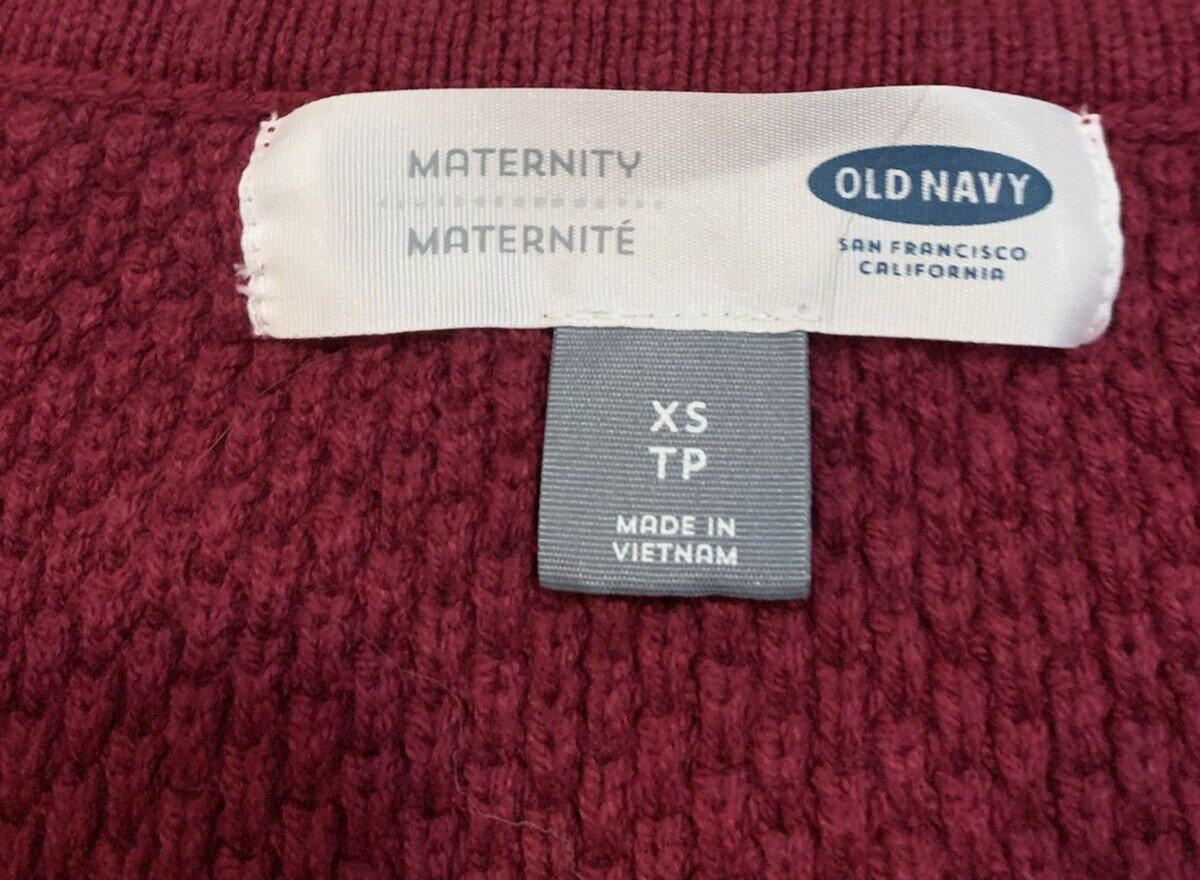 MATERNITY
MATERNITÉ
OLD NAVY
SAN FRANCISCO
CALIFORNIA
XS
TP
MADE IN
VIETNAM